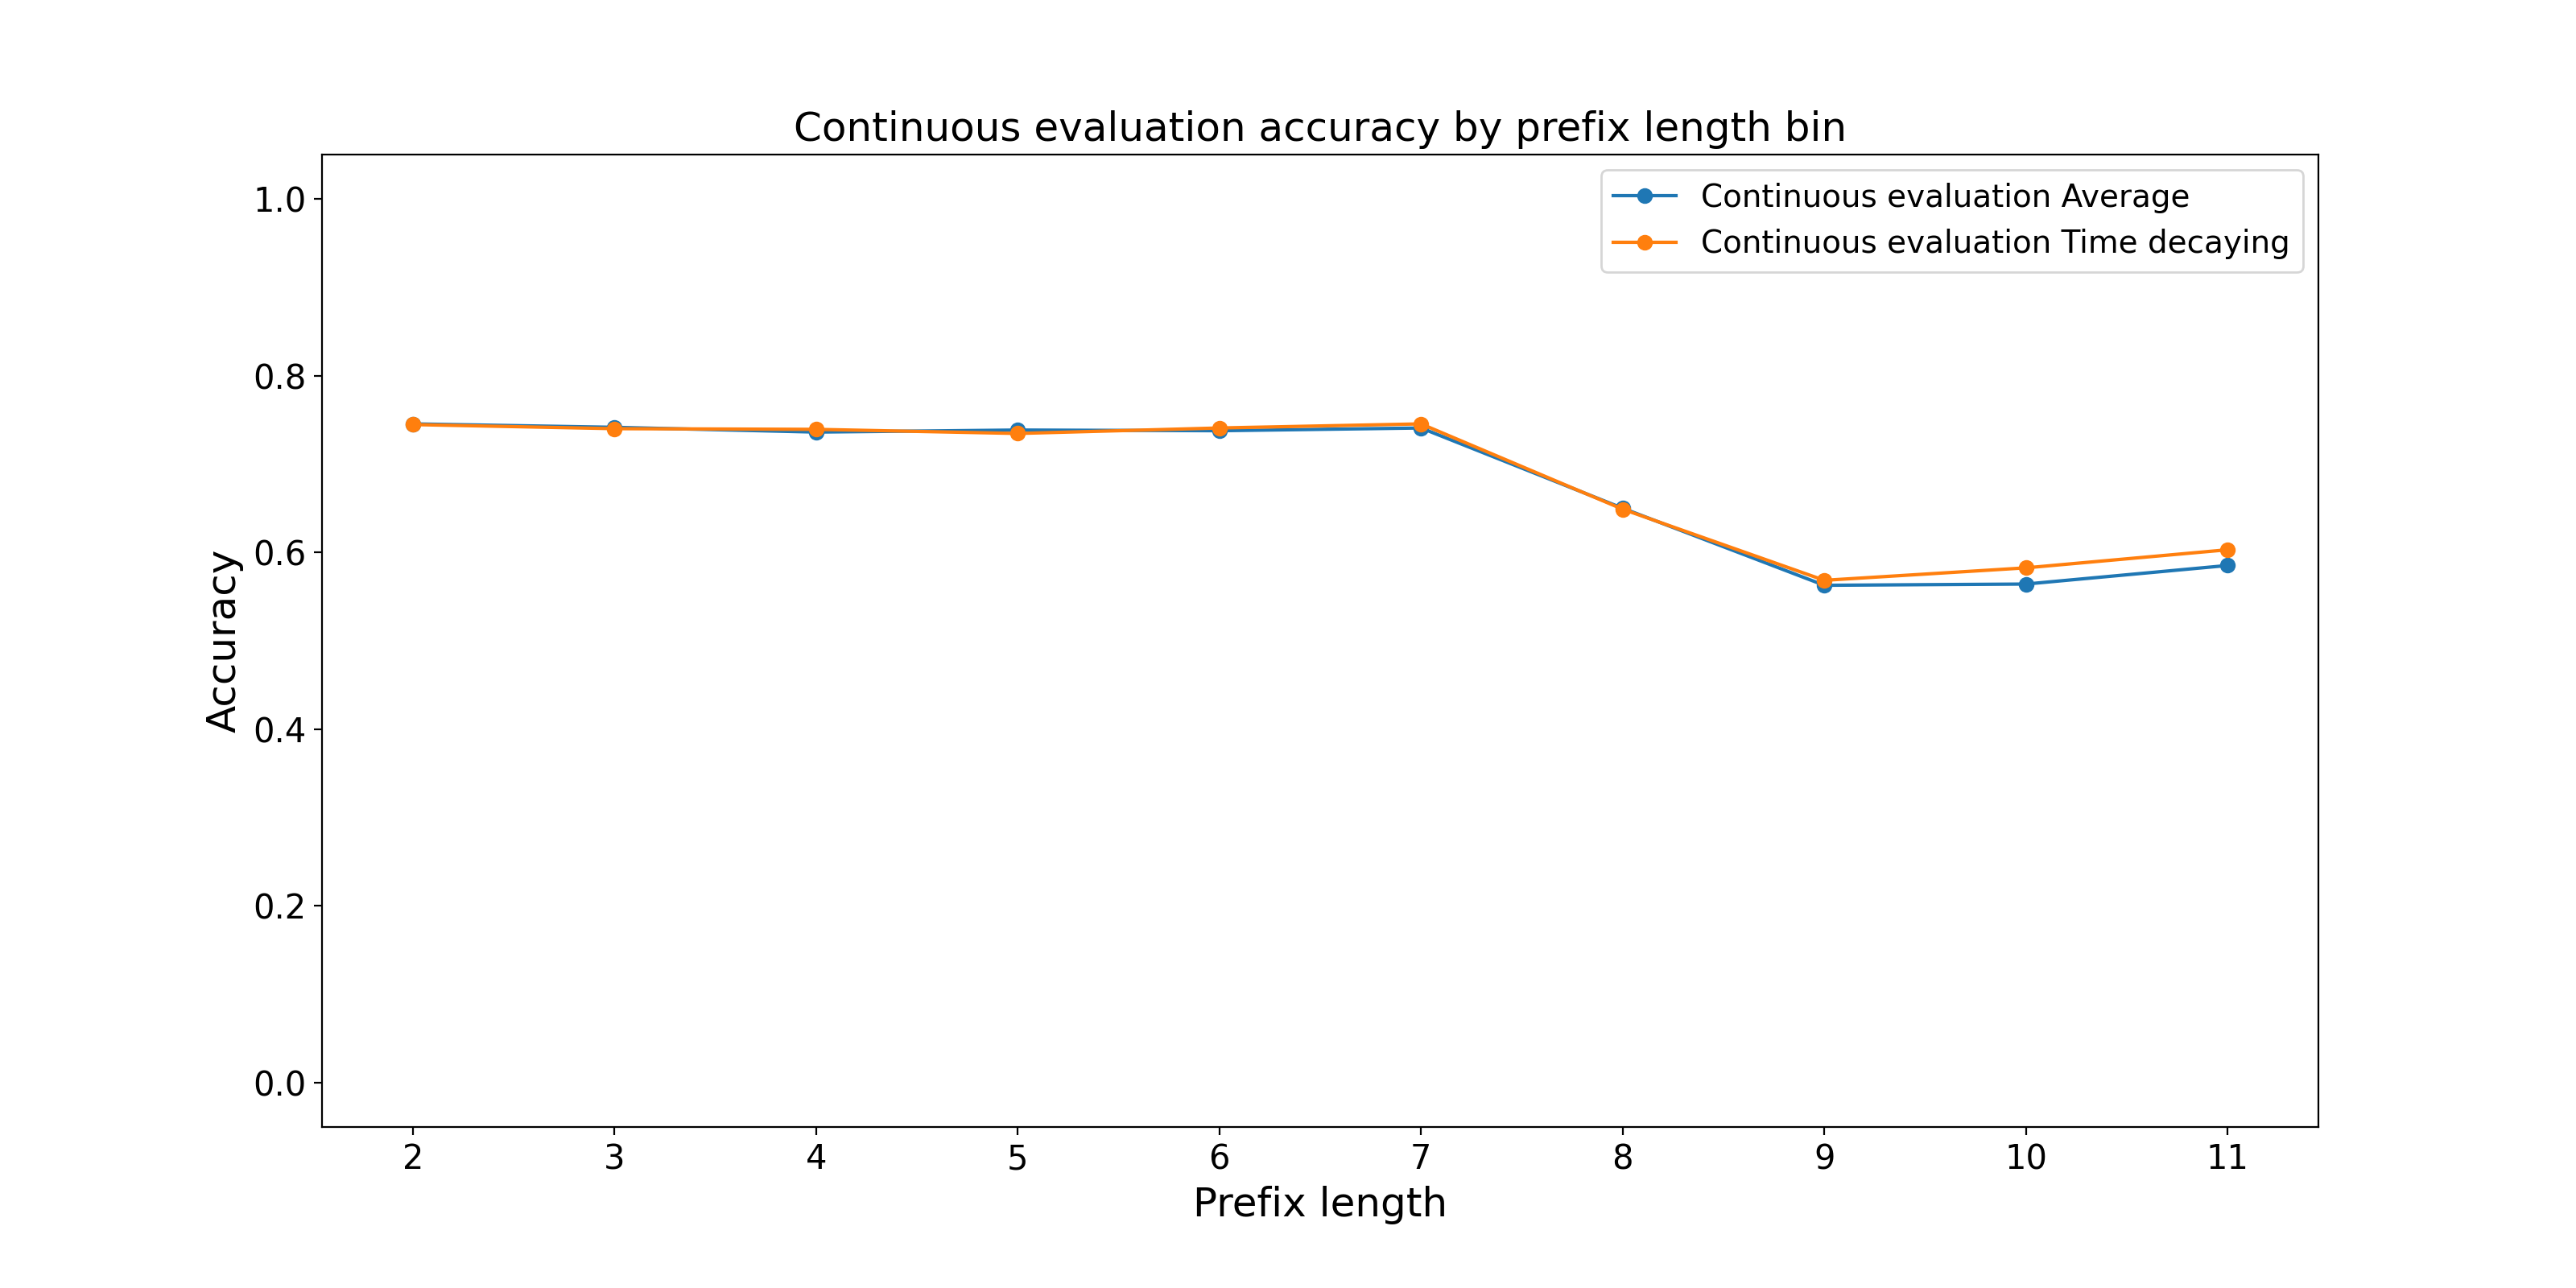 Continuous evaluation accuracy by prefix length bin
Continuous evaluation Average
Continuous evaluation Time decaying
Accuracy
1.0
0.8
0.6
0.4
0.2
0.0
2 3 4 5 6 7 8 9 10 11
Prefix length